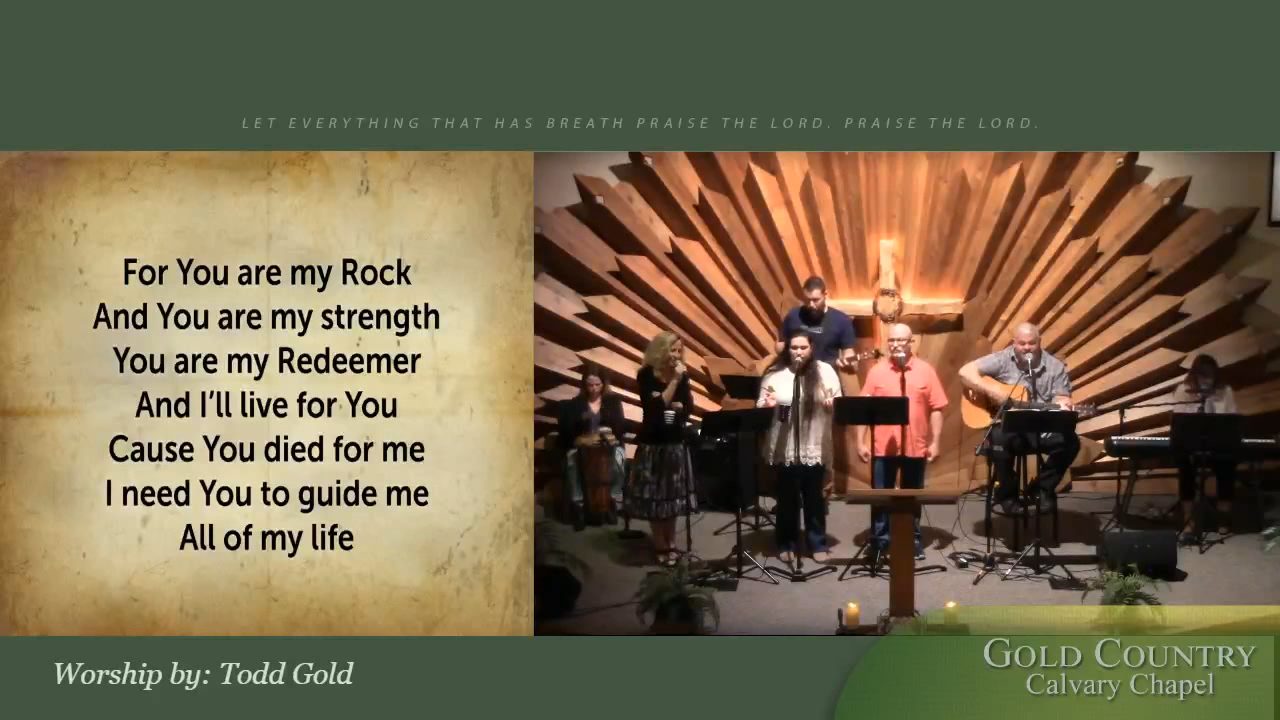 LET EVERYTHING THAT HAS BREATH PRAISE THE LORD. PRAISE THE LORD.
For You are my Rock
And You are my strength
You are my Redeemer
And I'll live for You
Cause You died for me
I need You to guide me
All of my life
Worship by: Todd Gold
GOLD COUNTRY
Calvary Chapel